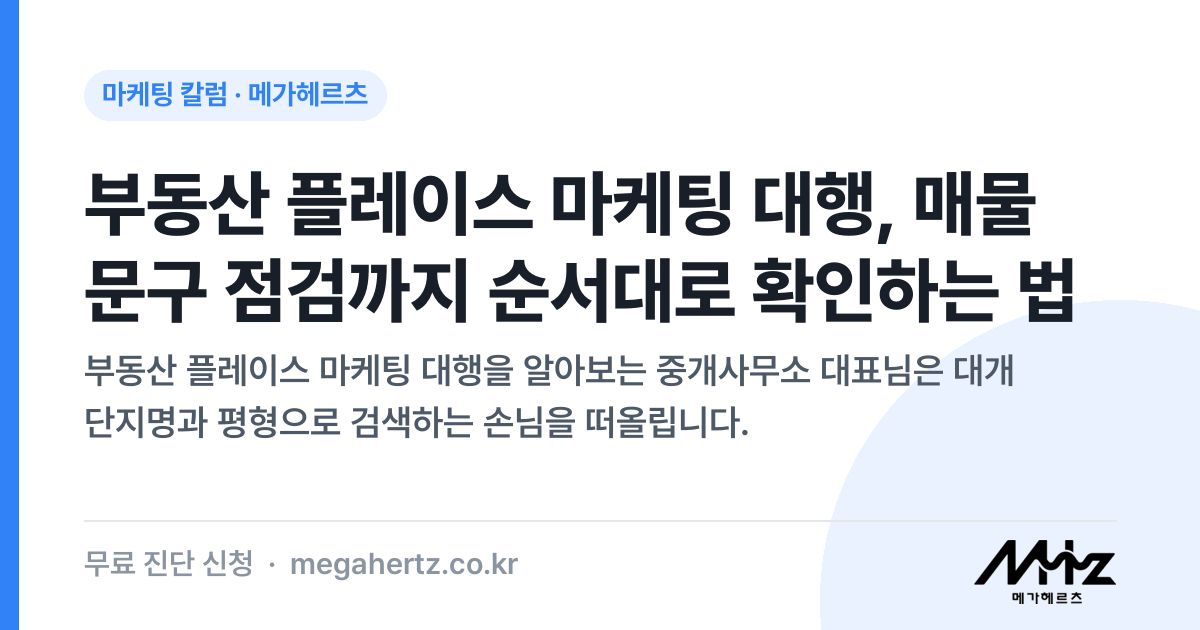 마케팅 칼럼 · 메가헤르츠
부동산 플레이스 마케팅 대행, 매물
문구 점검까지 순서대로 확인하는 법
부동산 플레이스 마케팅 대행을 알아보는 중개사무소 대표님은 대개
단지명과 평형으로 검색하는 손님을 떠올립니다.
무료 진단 신청 · megahertz.co.kr
MHz
메가헤르츠